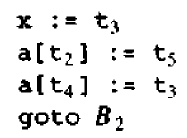 x := t₃
a[t₂] := t₅
a[t₄] := t₃
goto B₂